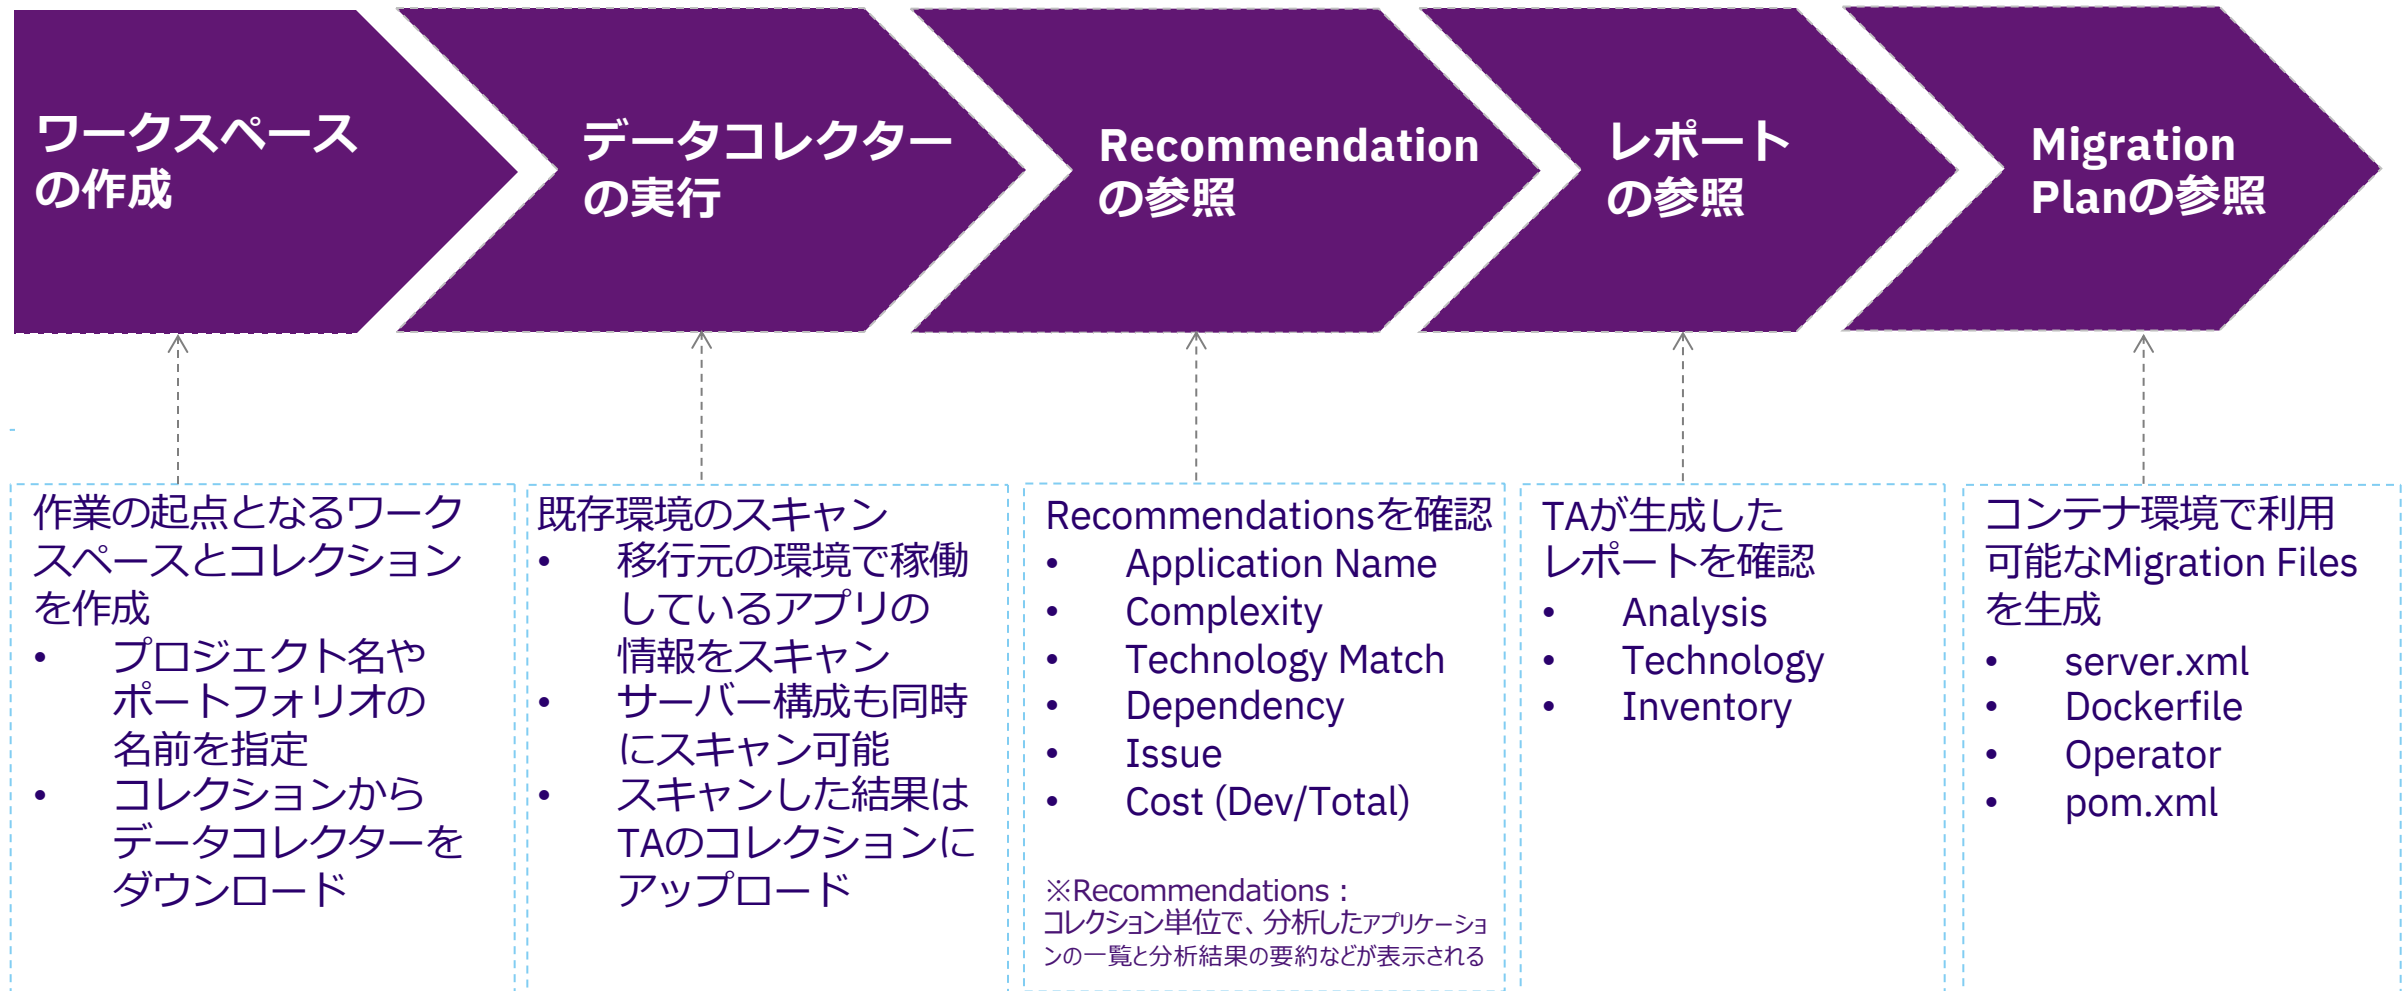 ワークスペース
の作成
データコレクター
の実行
Recommendation
の参照
レポート
の参照
Migration
Planの参照
作業の起点となるワーク
スペースとコレクション
を作成
• プロジェクト名や
ポートフォリオの
名前を指定
• コレクションから
データコレクターを
ダウンロード
既存環境のスキャン
• 移行元の環境で稼働
しているアプリの
情報をスキャン
• サーバー構成も同時
にスキャン可能
• スキャンした結果は
TAのコレクションに
アップロード
Recommendationsを確認
• Application Name
• Complexity
• Technology Match
• Dependency
• Issue
• Cost (Dev/Total)
※Recommendations：
コレクション単位で、分析したアプリケーショ
ンの一覧と分析結果の要約などが表示される
TAが生成した
レポートを確認
• Analysis
• Technology
• Inventory
コンテナ環境で利用
可能なMigration Files
を生成
• server.xml
• Dockerfile
• Operator
• pom.xml